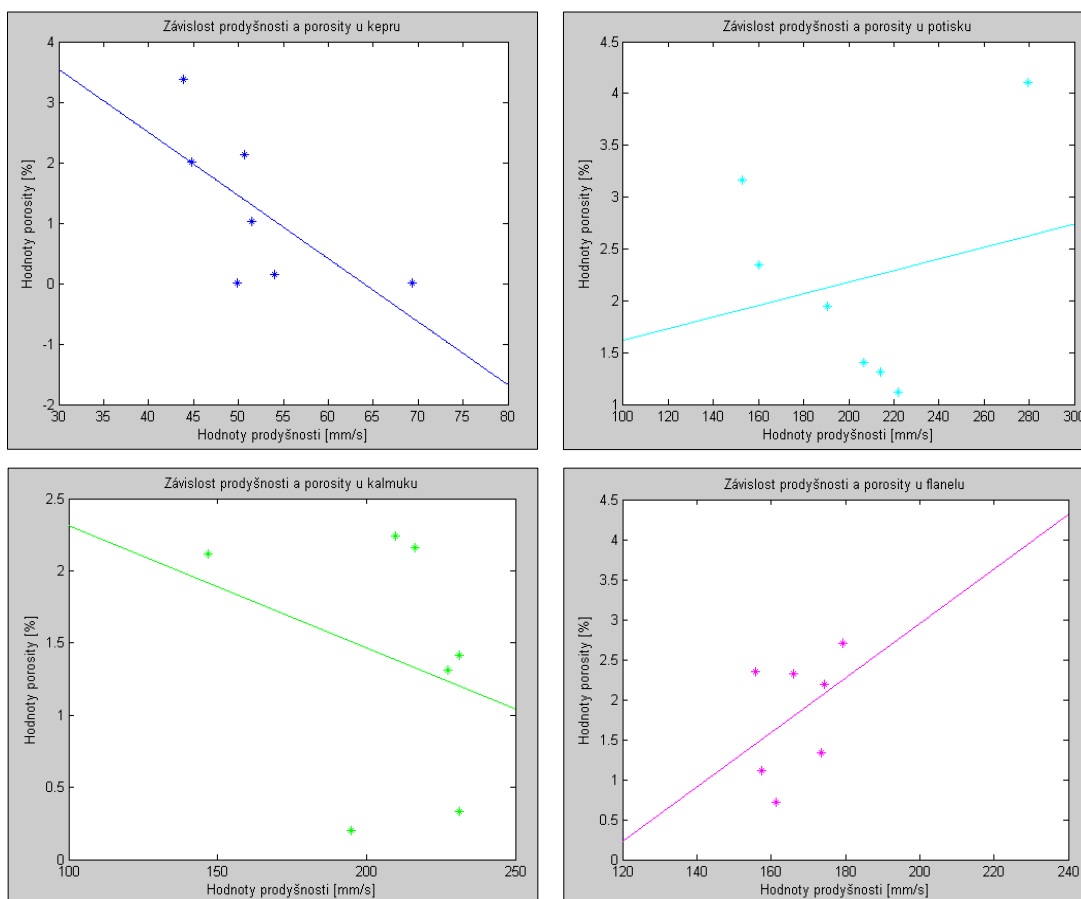 Závislost prodyšnosti a porosity u kepru
4
3
2
1
0
-1
-2
Hodnoty porosity [%]
30 35 40 45 50 55 60 65 70 75 80
Hodnoty prodyšnosti [mm/s]
Závislost prodyšnosti a porosity u potisku
4.5
4
3.5
3
2.5
2
1.5
1
Hodnoty porosity [%]
100 120 140 160 180 200 220 240 260 280 300
Hodnoty prodyšnosti [mm/s]
Závislost prodyšnosti a porosity u kalmuku
2.5
2
1.5
1
0.5
0
Hodnoty porosity [%]
100 150 200 250
Hodnoty prodyšnosti [mm/s]
Závislost prodyšnosti a porosity u flanelu
4.5
4
3.5
3
2.5
2
1.5
1
0.5
0
Hodnoty porosity [%]
120 140 160 180 200 220 240
Hodnoty prodyšnosti [mm/s]